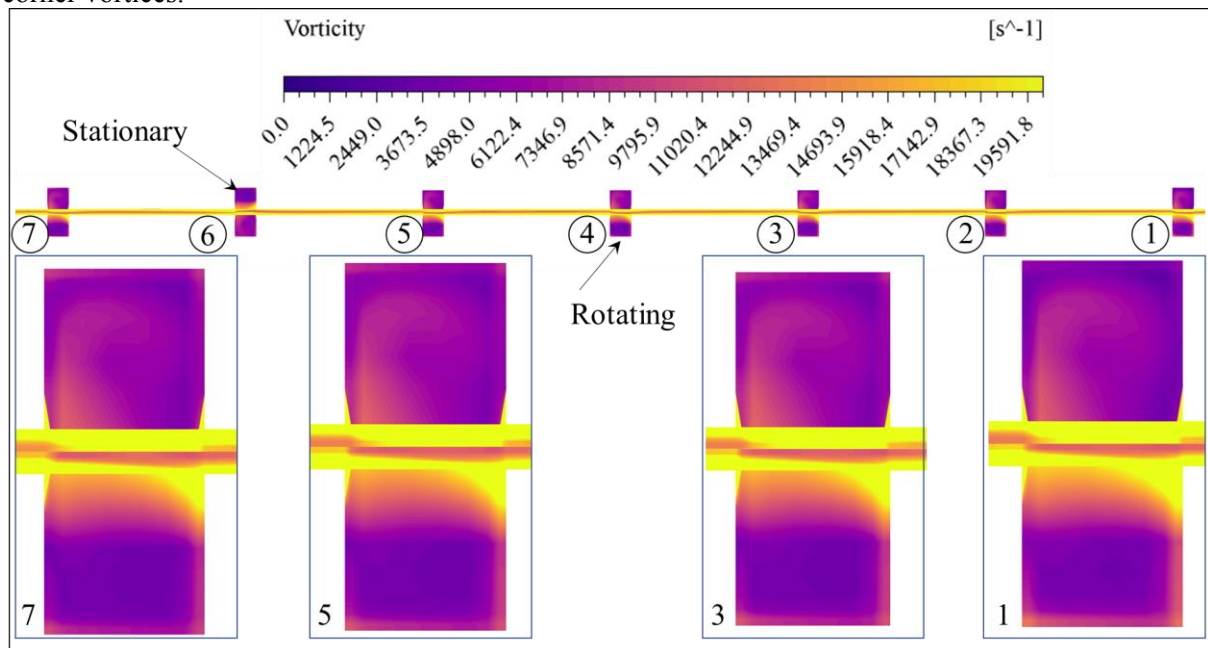 corner vortices.
Vorticity [s^-1]
0.0 1224.5 2449.0 3673.5 4898.0 6122.4 7346.9 8571.4 9795.9 11020.4 12244.9 13469.4 14693.9 15918.4 17142.9 18367.3 19591.8
Stationary
7 6 5 4 3 2 1
Rotating
7 5 3 1